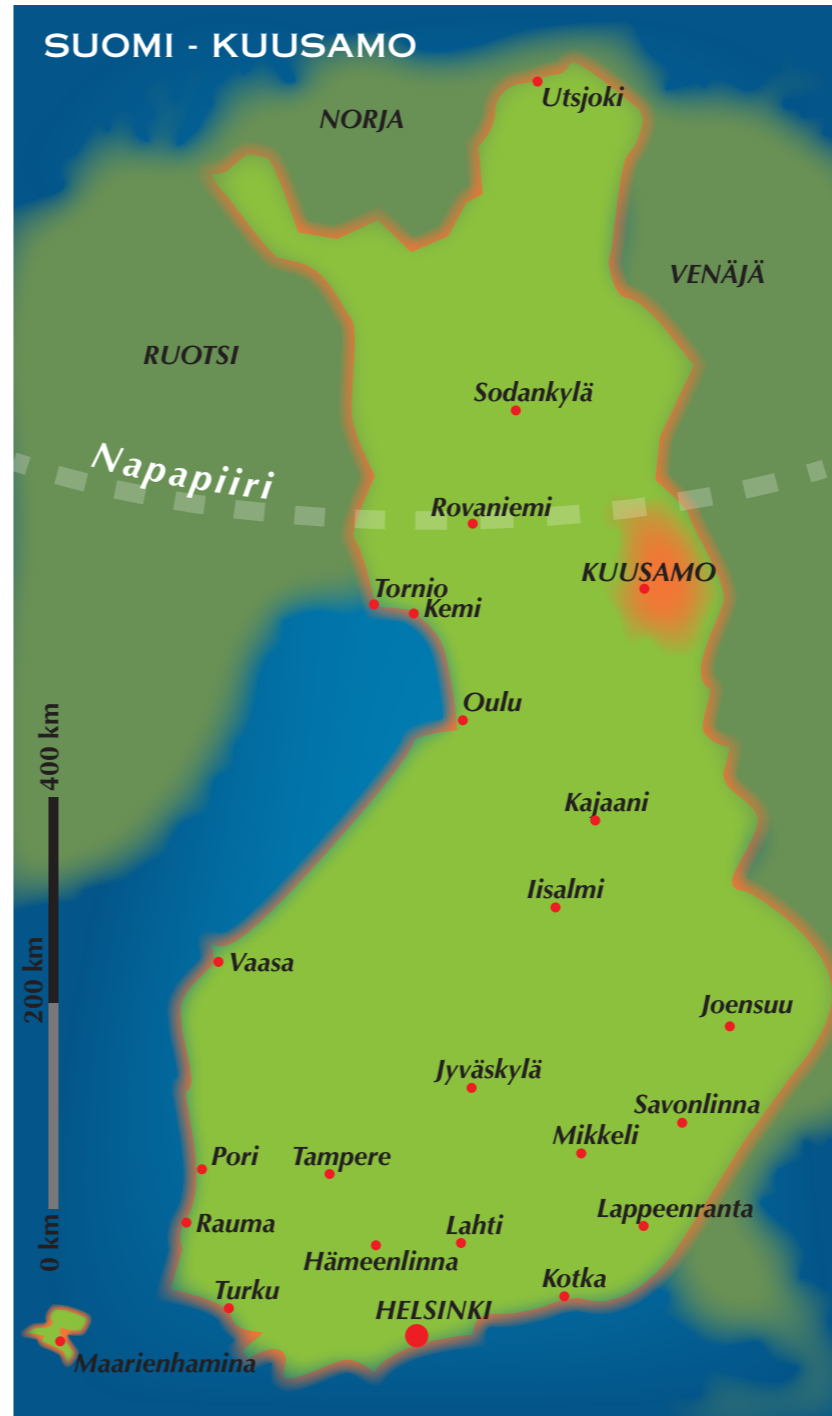 SUOMI - KUUSAMO
Utsjoki
NORJA
VENÄJÄ
RUOTSI
Sodankylä
Napapiiri
Rovaniemi
KUUSAMO
Tornio
Kemi
Oulu
400 km
Kajaani
Iisalmi
Vaasa
200 km
Joensuu
Jyväskylä
Savonlinna
Mikkeli
Pori
Tampere
Rauma
Lappeenranta
Lahti
0 km
Hämeenlinna
Turku
Kotka
HELSINKI
Maarienhamina